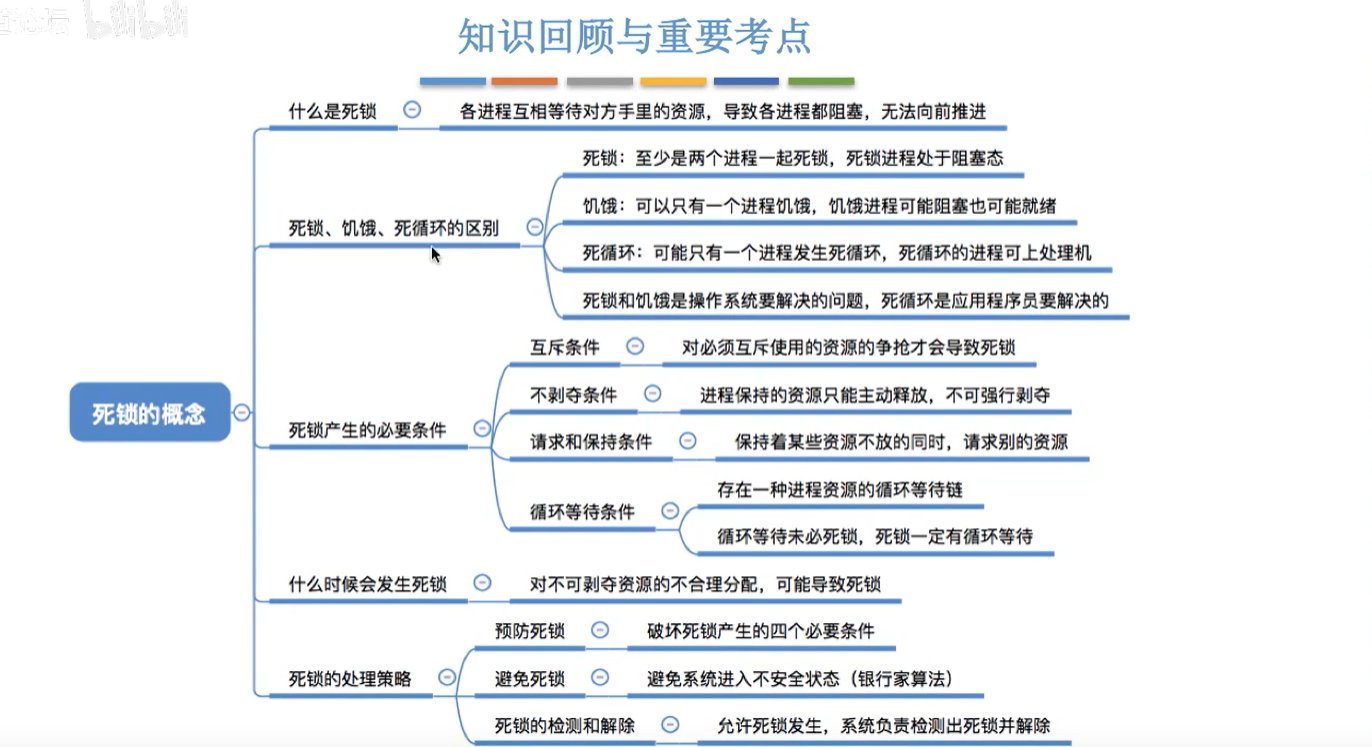 道论坛 bilibili
知识回顾与重要考点
死锁的概念
什么是死锁
各进程互相等待对方手里的资源，导致各进程都阻塞，无法向前推进
死锁、饥饿、死循环的区别
死锁：至少是两个进程一起死锁，死锁进程处于阻塞态
饥饿：可以只有一个进程饥饿，饥饿进程可能阻塞也可能就绪
死循环：可能只有一个进程发生死循环，死循环的进程可上处理机
死锁和饥饿是操作系统要解决的问题，死循环是应用程序员要解决的
死锁产生的必要条件
互斥条件
对必须互斥使用的资源的争抢才会导致死锁
不剥夺条件
进程保持的资源只能主动释放，不可强行剥夺
请求和保持条件
保持着某些资源不放的同时，请求别的资源
循环等待条件
存在一种进程资源的循环等待链
循环等待未必死锁，死锁一定有循环等待
什么时候会发生死锁
对不可剥夺资源的不合理分配，可能导致死锁
死锁的处理策略
预防死锁
破坏死锁产生的四个必要条件
避免死锁
避免系统进入不安全状态（银行家算法）
死锁的检测和解除
允许死锁发生，系统负责检测出死锁并解除